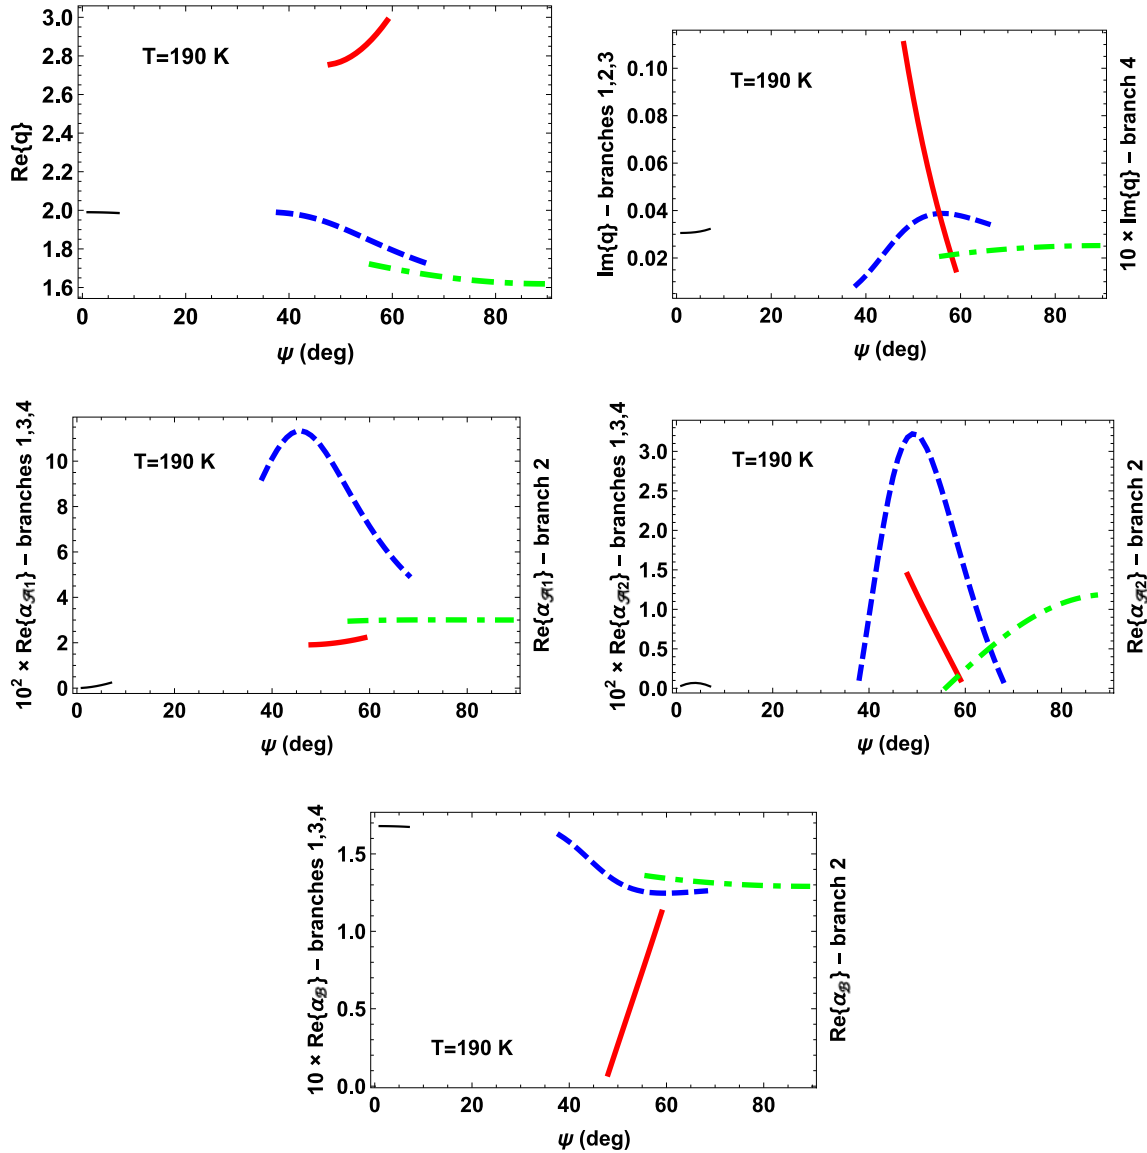 3.0
2.8
2.6
2.4
2.2
2.0
1.8
1.6
Re{q}
T=190 K
0 20 40 60 80
ψ (deg)
0.10
0.08
0.06
0.04
0.02
Im{q} − branches 1,2,3
T=190 K
10 × Im{q} − branch 4
0 20 40 60 80
ψ (deg)
10
8
6
4
2
0
10² × Re{α𝒜1} − branches 1,3,4
T=190 K
Re{α𝒜1} − branch 2
0 20 40 60 80
ψ (deg)
3.0
2.5
2.0
1.5
1.0
0.5
0.0
10² × Re{α𝒜2} − branches 1,3,4
T=190 K
Re{α𝒜2} − branch 2
0 20 40 60 80
ψ (deg)
1.5
1.0
0.5
0.0
10 × Re{αℬ} − branches 1,3,4
T=190 K
Re{αℬ} − branch 2
0 20 40 60 80
ψ (deg)